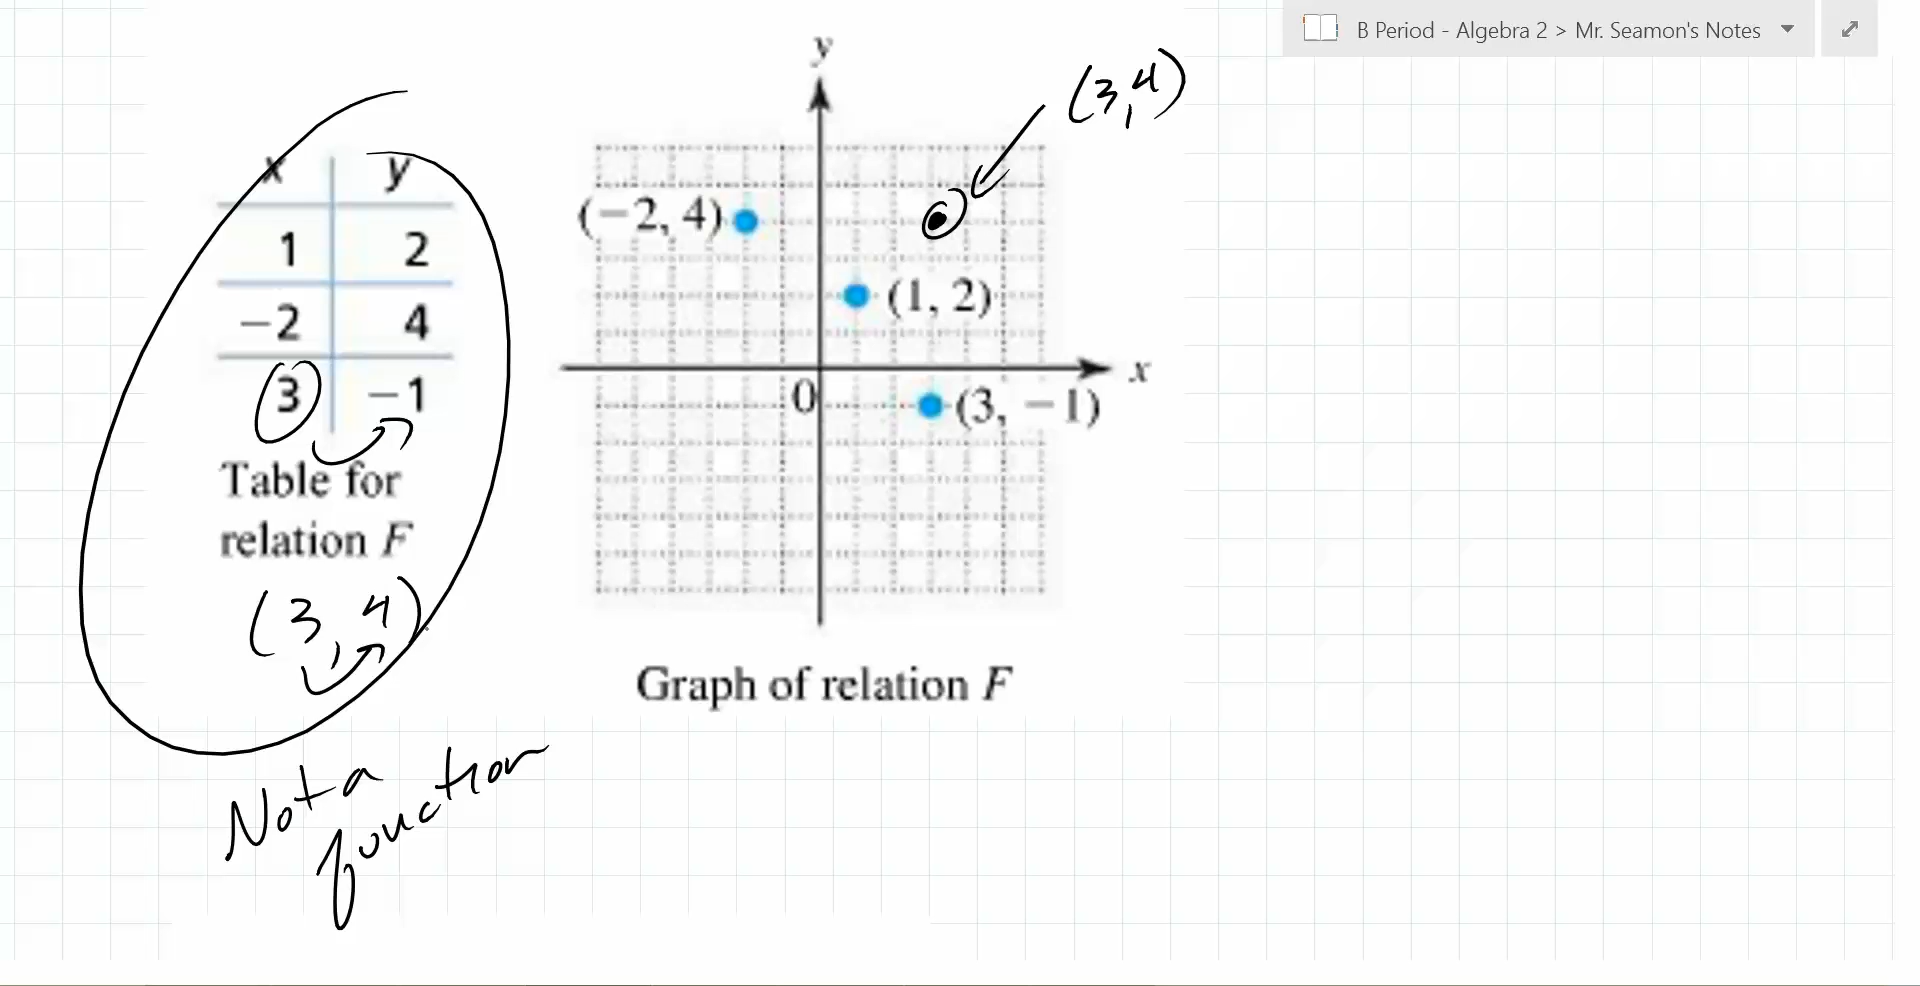 B Period - Algebra 2 > Mr. Seamon's Notes
x y
1 2
−2 4
3 −1
Table for
relation F
(3, 4)
Not a
function
y
(3, 4)
(−2, 4)
(1, 2)
x
0
(3, −1)
Graph of relation F